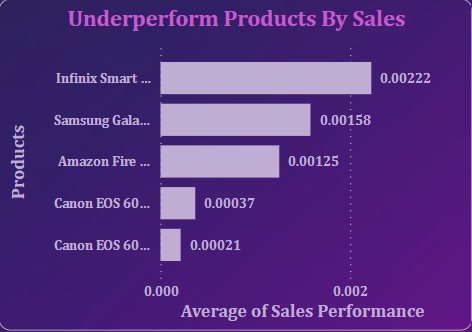 Underperform Products By Sales
Products
Infinix Smart ... 0.00222
Samsung Gala... 0.00158
Amazon Fire ... 0.00125
Canon EOS 60... 0.00037
Canon EOS 60... 0.00021
0.000 0.002
Average of Sales Performance